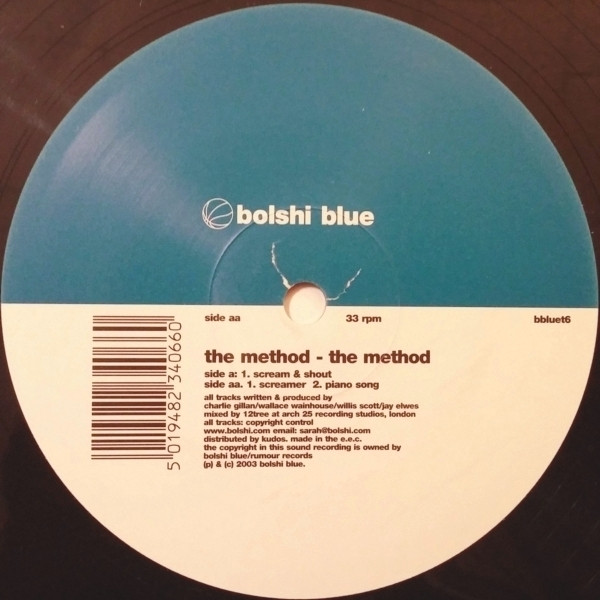 bolshi blue
side aa 33 rpm bbluet6
the method - the method
side a: 1. scream & shout
side aa. 1. screamer 2. piano song
all tracks written & produced by
charlie gillan/wallace wainhouse/willis scott/jay elwes
mixed by 12tree at arch 25 recording studios, london
all tracks: copyright control
www.bolshi.com email: sarah@bolshi.com
distributed by kudos. made in the e.e.c.
the copyright in this sound recording is owned by
bolshi blue/rumour records
(p) & (c) 2003 bolshi blue.
5 019482 340660